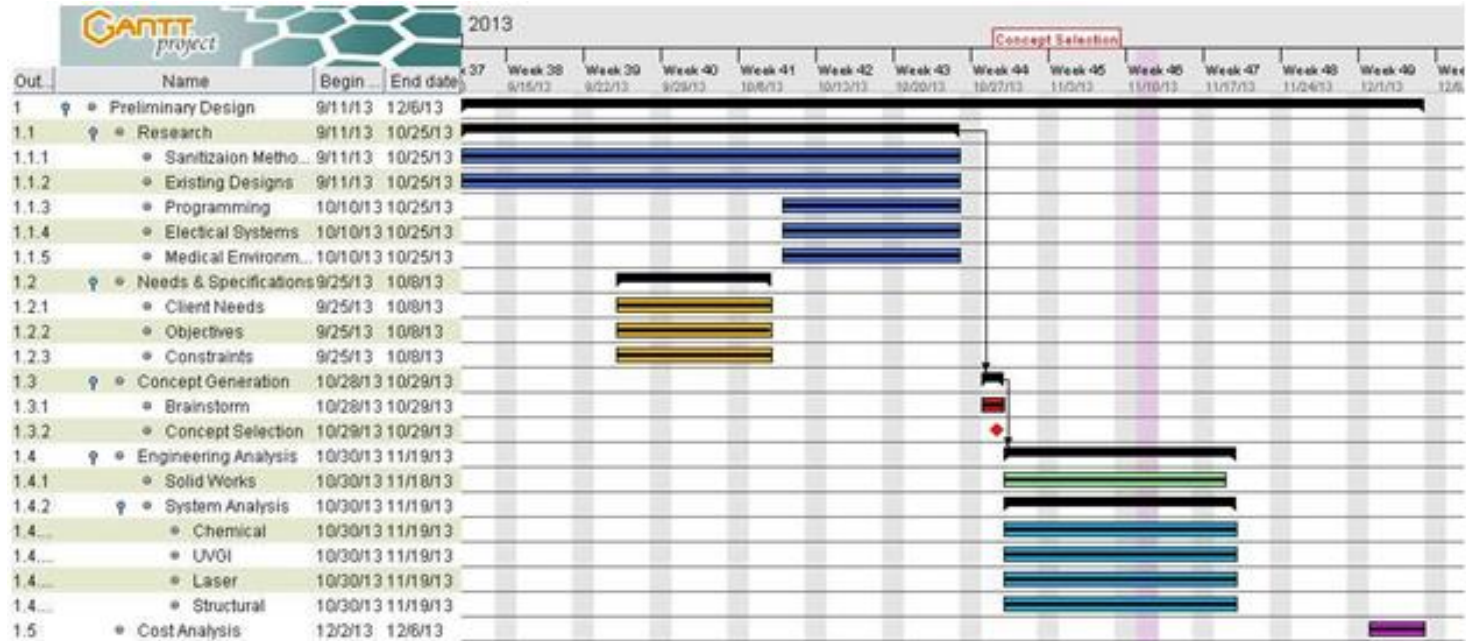 GANTT project
2013
Concept Selection
Out... Name Begin ... End date
37 Week 38 Week 39 Week 40 Week 41 Week 42 Week 43 Week 44 Week 45 Week 46 Week 47 Week 48 Week 49
9/15/13 9/22/13 9/29/13 10/6/13 10/13/13 10/20/13 10/27/13 11/3/13 11/10/13 11/17/13 11/24/13 12/1/13
1 Preliminary Design 9/11/13 12/6/13
1.1 Research 9/11/13 10/25/13
1.1.1 Sanitizaion Metho... 9/11/13 10/25/13
1.1.2 Existing Designs 9/11/13 10/25/13
1.1.3 Programming 10/10/13 10/25/13
1.1.4 Electical Systems 10/10/13 10/25/13
1.1.5 Medical Environm... 10/10/13 10/25/13
1.2 Needs & Specifications 9/25/13 10/8/13
1.2.1 Client Needs 9/25/13 10/8/13
1.2.2 Objectives 9/25/13 10/8/13
1.2.3 Constraints 9/25/13 10/8/13
1.3 Concept Generation 10/28/13 10/29/13
1.3.1 Brainstorm 10/28/13 10/29/13
1.3.2 Concept Selection 10/29/13 10/29/13
1.4 Engineering Analysis 10/30/13 11/19/13
1.4.1 Solid Works 10/30/13 11/18/13
1.4.2 System Analysis 10/30/13 11/19/13
1.4.... Chemical 10/30/13 11/19/13
1.4.... UVGI 10/30/13 11/19/13
1.4.... Laser 10/30/13 11/19/13
1.4.... Structural 10/30/13 11/19/13
1.5 Cost Analysis 12/2/13 12/6/13